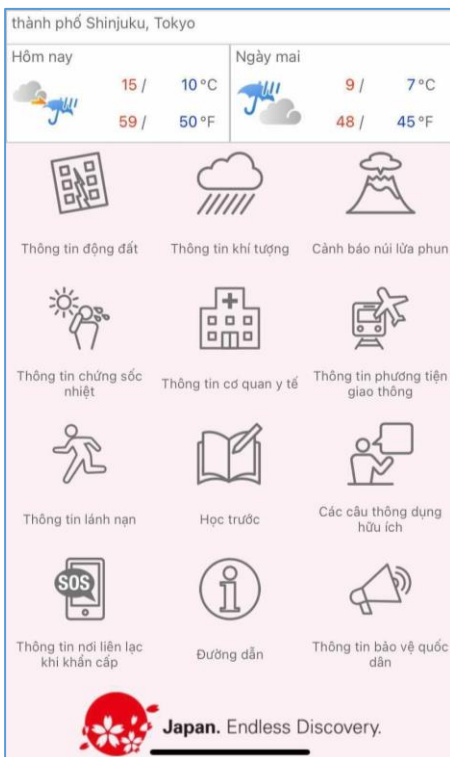 thành phố Shinjuku, Tokyo
Hôm nay
15 / 10 °C
59 / 50 °F
Ngày mai
9 / 7 °C
48 / 45 °F
Thông tin động đất
Thông tin khí tượng
Cảnh báo núi lửa phun
Thông tin chứng sốc
nhiệt
Thông tin cơ quan y tế
Thông tin phương tiện
giao thông
Thông tin lánh nạn
Học trước
Các câu thông dụng
hữu ích
SOS
Thông tin nơi liên lạc
khi khẩn cấp
Đường dẫn
Thông tin bảo vệ quốc
dân
Japan. Endless Discovery.